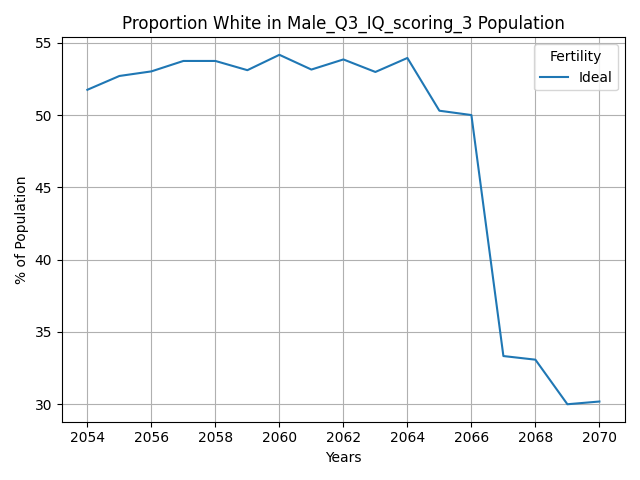 Proportion White in Male_Q3_IQ_scoring_3 Population
Fertility
Ideal
% of Population
55
50
45
40
35
30
2054 2056 2058 2060 2062 2064 2066 2068 2070
Years